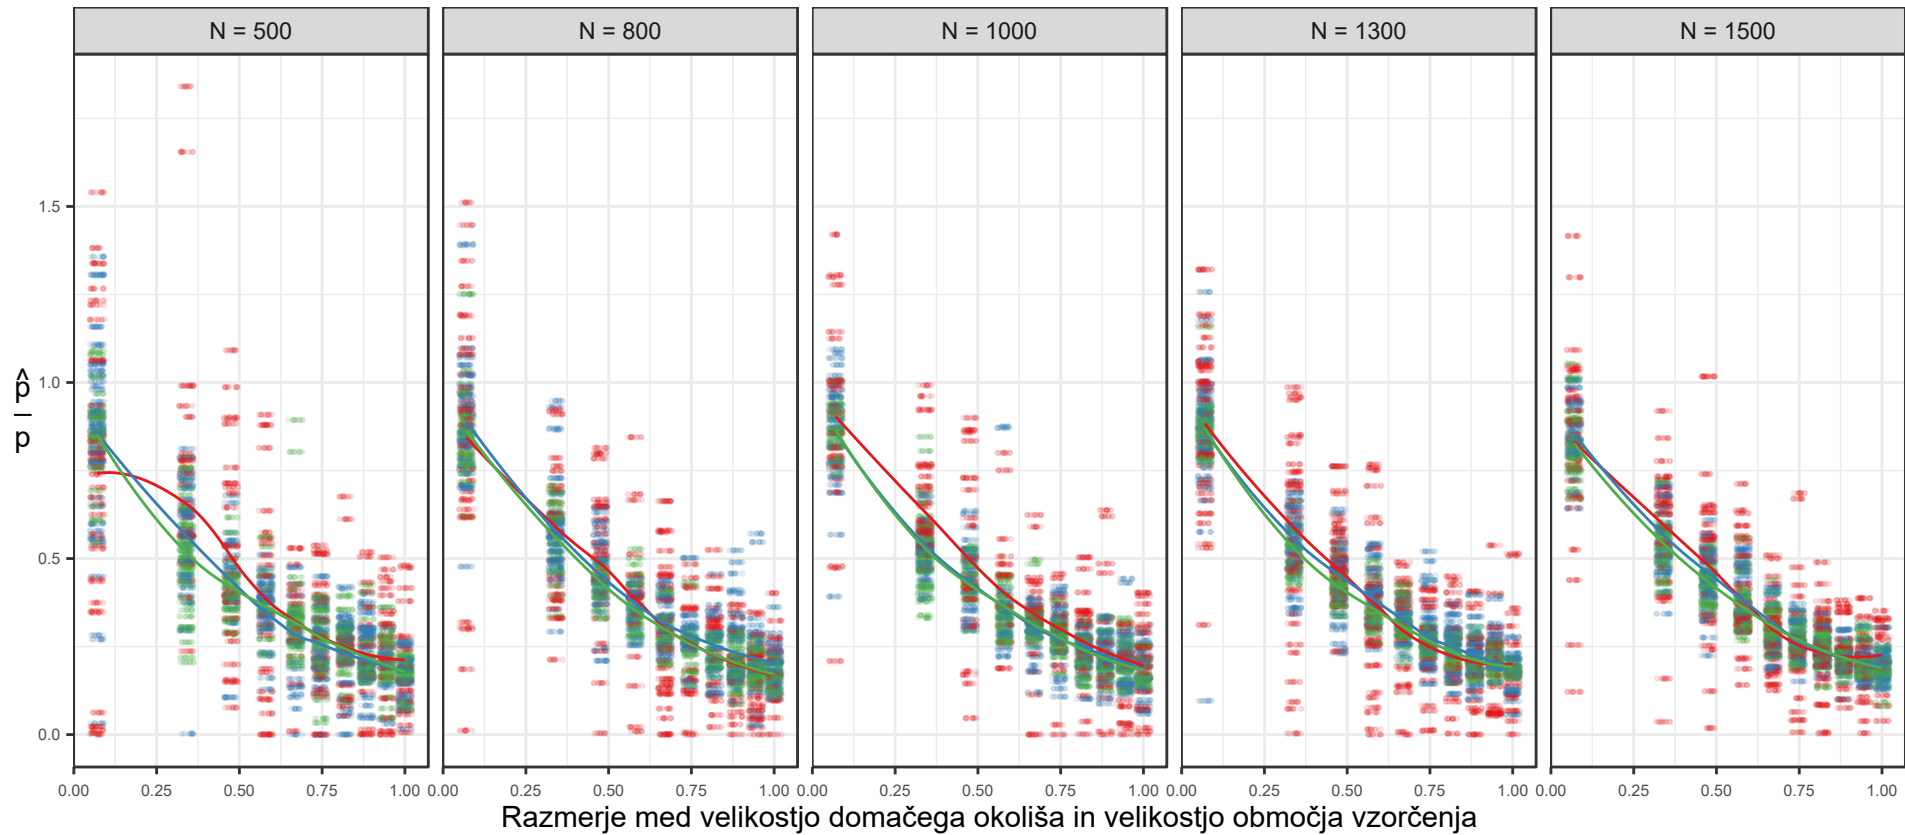 N = 500 N = 800 N = 1000 N = 1300 N = 1500
1.5
1.0
0.5
0.0
p̂
p
0.00 0.25 0.50 0.75 1.00 0.00 0.25 0.50 0.75 1.00 0.00 0.25 0.50 0.75 1.00 0.00 0.25 0.50 0.75 1.00 0.00 0.25 0.50 0.75 1.00
Razmerje med velikostjo domačega okoliša in velikostjo območja vzorčenja